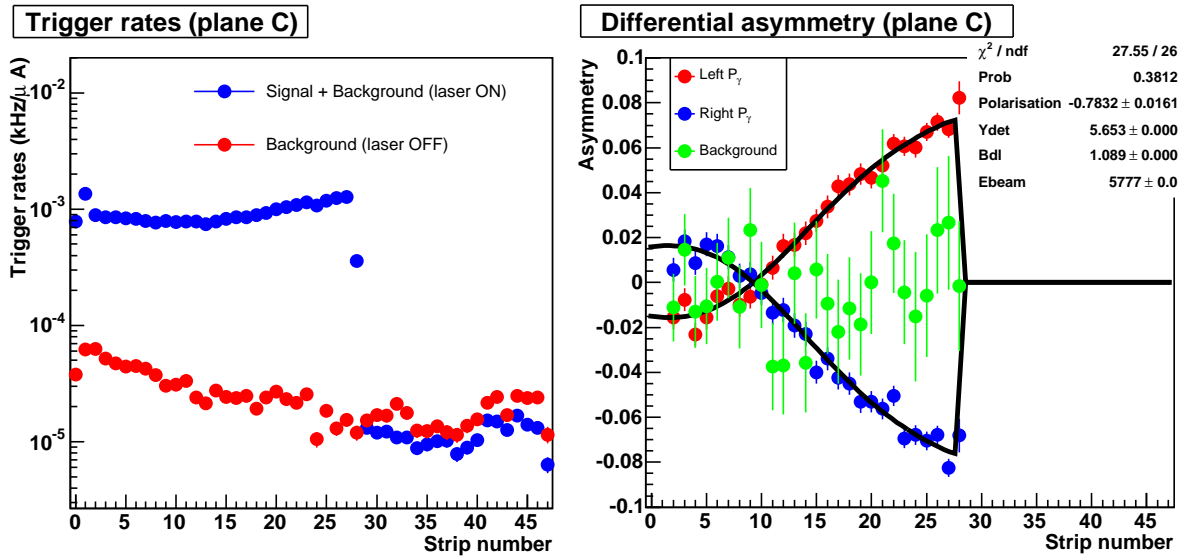 Trigger rates (plane C)
Trigger rates (kHz/μ A)
10⁻²
10⁻³
10⁻⁴
10⁻⁵
Signal + Background (laser ON)
Background (laser OFF)
0 5 10 15 20 25 30 35 40 45
Strip number
Differential asymmetry (plane C)
Asymmetry
0.1
0.08
0.06
0.04
0.02
0
-0.02
-0.04
-0.06
-0.08
-0.1
Left Pγ
Right Pγ
Background
χ² / ndf 27.55 / 26
Prob 0.3812
Polarisation -0.7832 ± 0.0161
Ydet 5.653 ± 0.000
Bdl 1.089 ± 0.000
Ebeam 5777 ± 0.0
0 5 10 15 20 25 30 35 40 45
Strip number